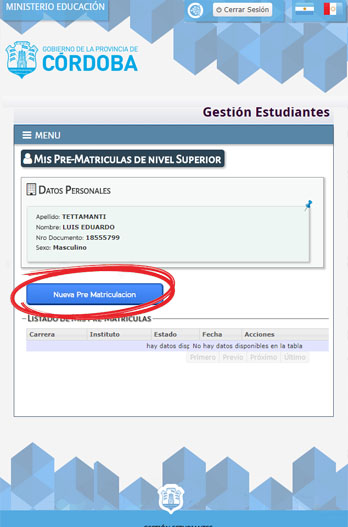 MINISTERIO EDUCACIÓN
Cerrar Sesión
GOBIERNO DE LA PROVINCIA DE
CÓRDOBA
Gestión Estudiantes
MENU
MIS PRE-MATRICULAS DE NIVEL SUPERIOR
DATOS PERSONALES
Apellido: TETTAMANTI
Nombre: LUIS EDUARDO
Nro Documento: 18555799
Sexo: Masculino
Nueva Pre Matriculacion
LISTADO DE MIS PRE MATRICULAS
Carrera Instituto Estado Fecha Acciones
hay datos disp No hay datos disponibles en la tabla
Primero Previo Próximo Último